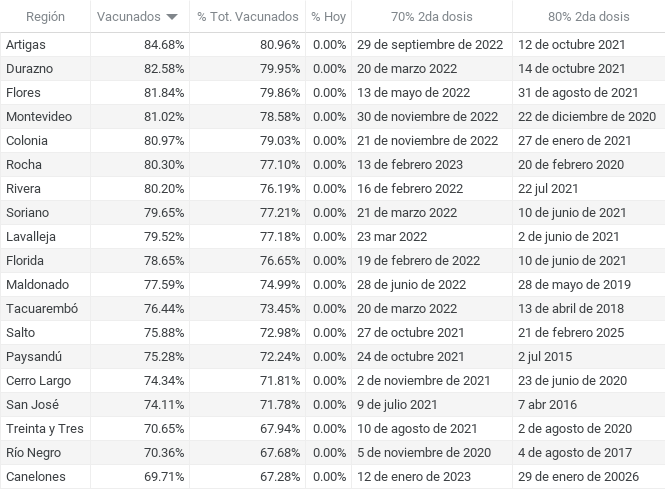 Región Vacunados % Tot. Vacunados % Hoy 70% 2da dosis 80% 2da dosis
Artigas 84.68% 80.96% 0.00% 29 de septiembre de 2022 12 de octubre 2021
Durazno 82.58% 79.95% 0.00% 20 de marzo 2022 14 de octubre 2021
Flores 81.84% 79.86% 0.00% 13 de mayo de 2022 31 de agosto de 2021
Montevideo 81.02% 78.58% 0.00% 30 de noviembre de 2022 22 de diciembre de 2020
Colonia 80.97% 79.03% 0.00% 21 de noviembre de 2022 27 de enero de 2021
Rocha 80.30% 77.10% 0.00% 13 de febrero 2023 20 de febrero 2020
Rivera 80.20% 76.19% 0.00% 16 de febrero 2022 22 jul 2021
Soriano 79.65% 77.21% 0.00% 21 de marzo 2022 10 de junio de 2021
Lavalleja 79.52% 77.18% 0.00% 23 mar 2022 2 de junio de 2021
Florida 78.65% 76.65% 0.00% 19 de febrero de 2022 10 de junio de 2021
Maldonado 77.59% 74.99% 0.00% 28 de junio de 2022 28 de mayo de 2019
Tacuarembó 76.44% 73.45% 0.00% 20 de marzo 2022 13 de abril de 2018
Salto 75.88% 72.98% 0.00% 27 de octubre 2021 21 de febrero 2025
Paysandú 75.28% 72.24% 0.00% 24 de octubre 2021 2 jul 2015
Cerro Largo 74.34% 71.81% 0.00% 2 de noviembre de 2021 23 de junio de 2020
San José 74.11% 71.78% 0.00% 9 de julio 2021 7 abr 2016
Treinta y Tres 70.65% 67.94% 0.00% 10 de agosto de 2021 2 de agosto de 2020
Río Negro 70.36% 67.68% 0.00% 5 de noviembre de 2020 4 de agosto de 2017
Canelones 69.71% 67.28% 0.00% 12 de enero de 2023 29 de enero de 20026